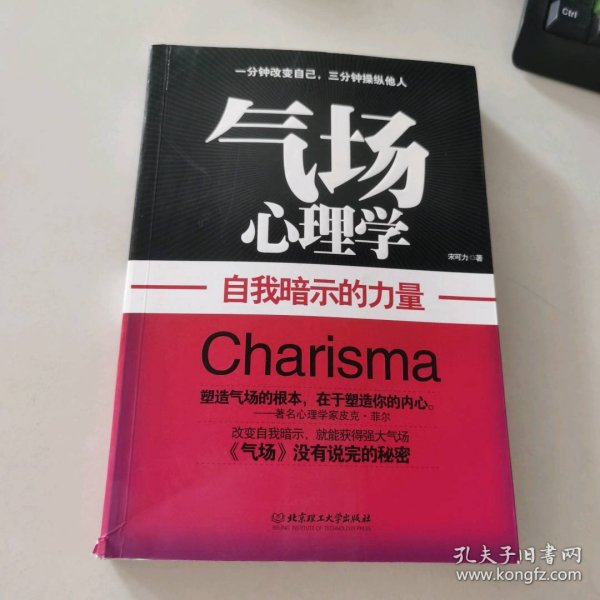 一分钟改变自己，三分钟操纵他人
气场
心理学
宋可力◎著
自我暗示的力量
Charisma
塑造气场的根本，在于塑造你的内心。
——著名心理学家皮克·菲尔
改变自我暗示，就能获得强大气场
《气场》没有说完的秘密
北京理工大学出版社
BEIJING INSTITUTE OF TECHNOLOGY PRESS
Ctrl
孔夫子旧书网
www.kongfz.com